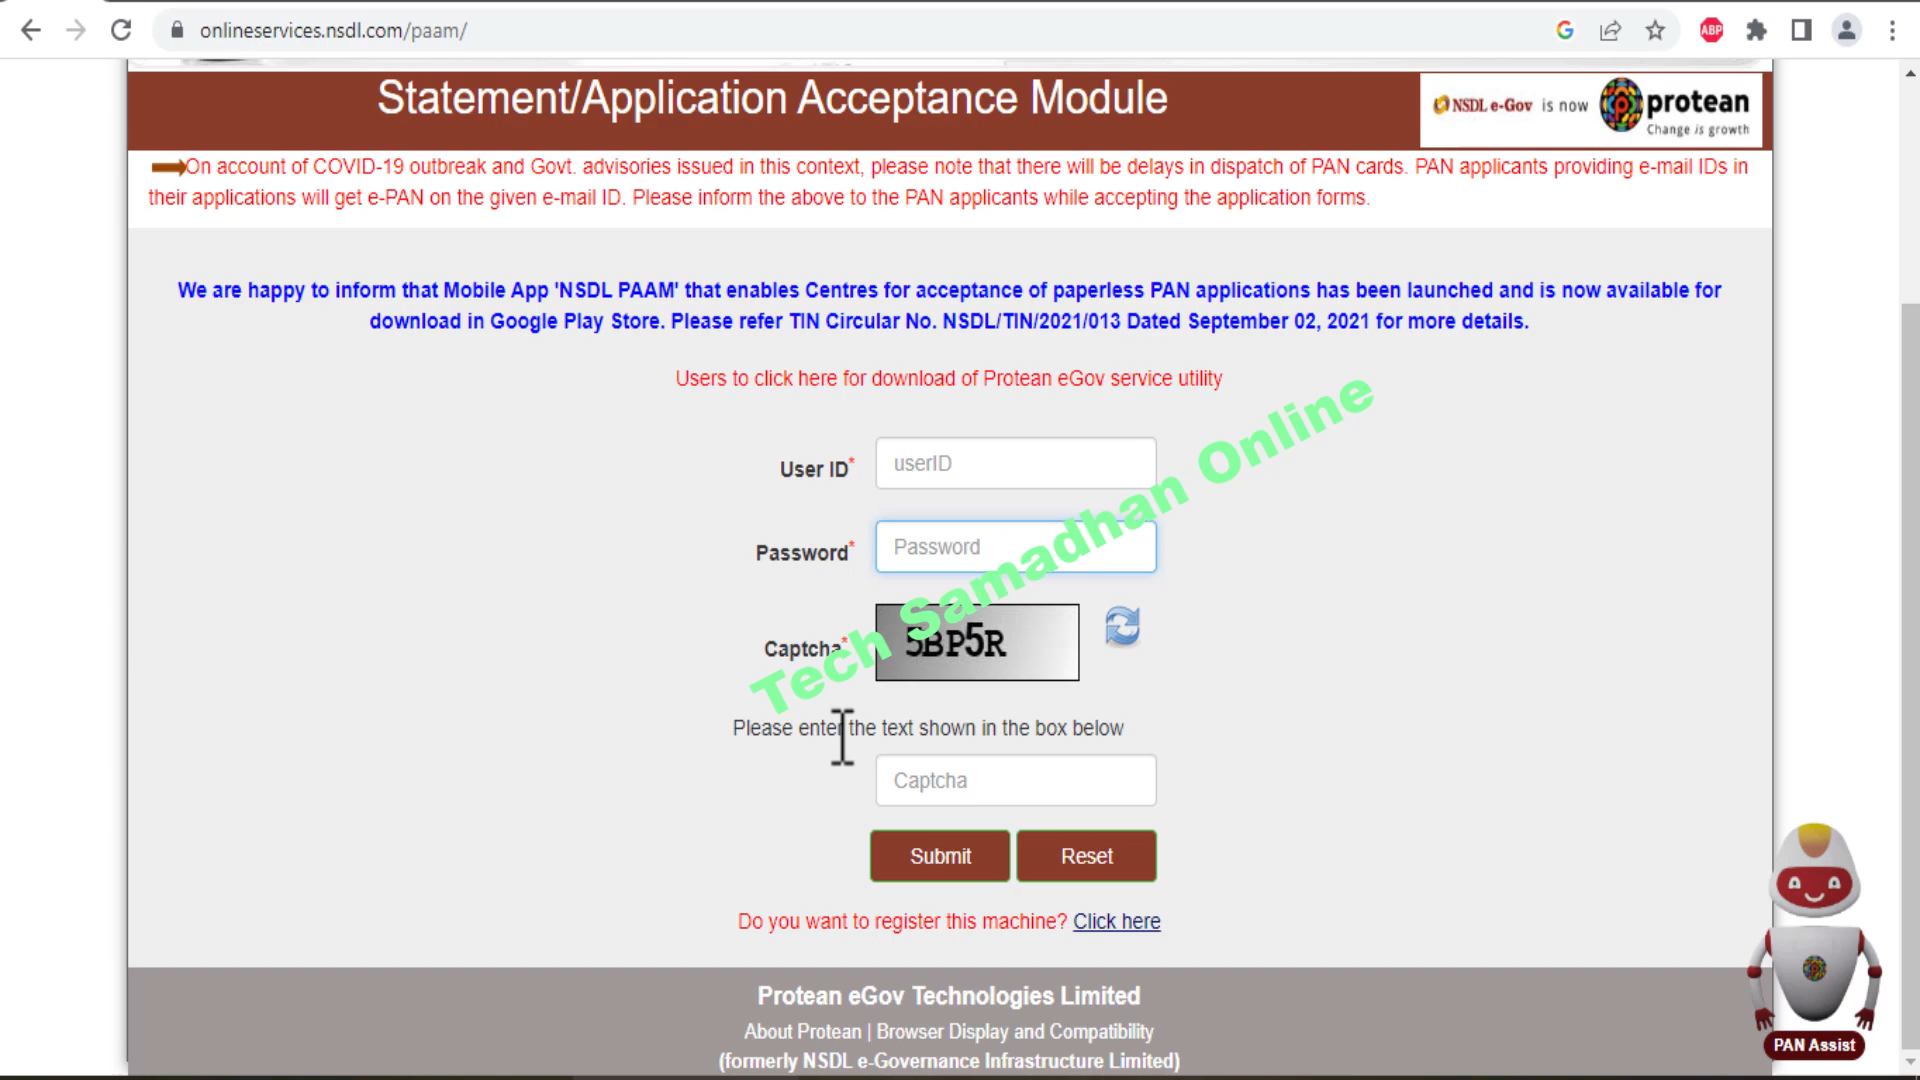 onlineservices.nsdl.com/paam/
ABP
Statement/Application Acceptance Module
NSDL e-Gov is now protean
Change is growth
On account of COVID-19 outbreak and Govt. advisories issued in this context, please note that there will be delays in dispatch of PAN cards. PAN applicants providing e-mail IDs in
their applications will get e-PAN on the given e-mail ID. Please inform the above to the PAN applicants while accepting the application forms.
We are happy to inform that Mobile App 'NSDL PAAM' that enables Centres for acceptance of paperless PAN applications has been launched and is now available for
download in Google Play Store. Please refer TIN Circular No. NSDL/TIN/2021/013 Dated September 02, 2021 for more details.
Users to click here for download of Protean eGov service utility
User ID* userID
Password* Password
Captcha* 5BP5R
Tech Samadhan Online
Please enter the text shown in the box below
Captcha
Submit Reset
Do you want to register this machine? Click here
Protean eGov Technologies Limited
About Protean | Browser Display and Compatibility
(formerly NSDL e-Governance Infrastructure Limited)
PAN Assist